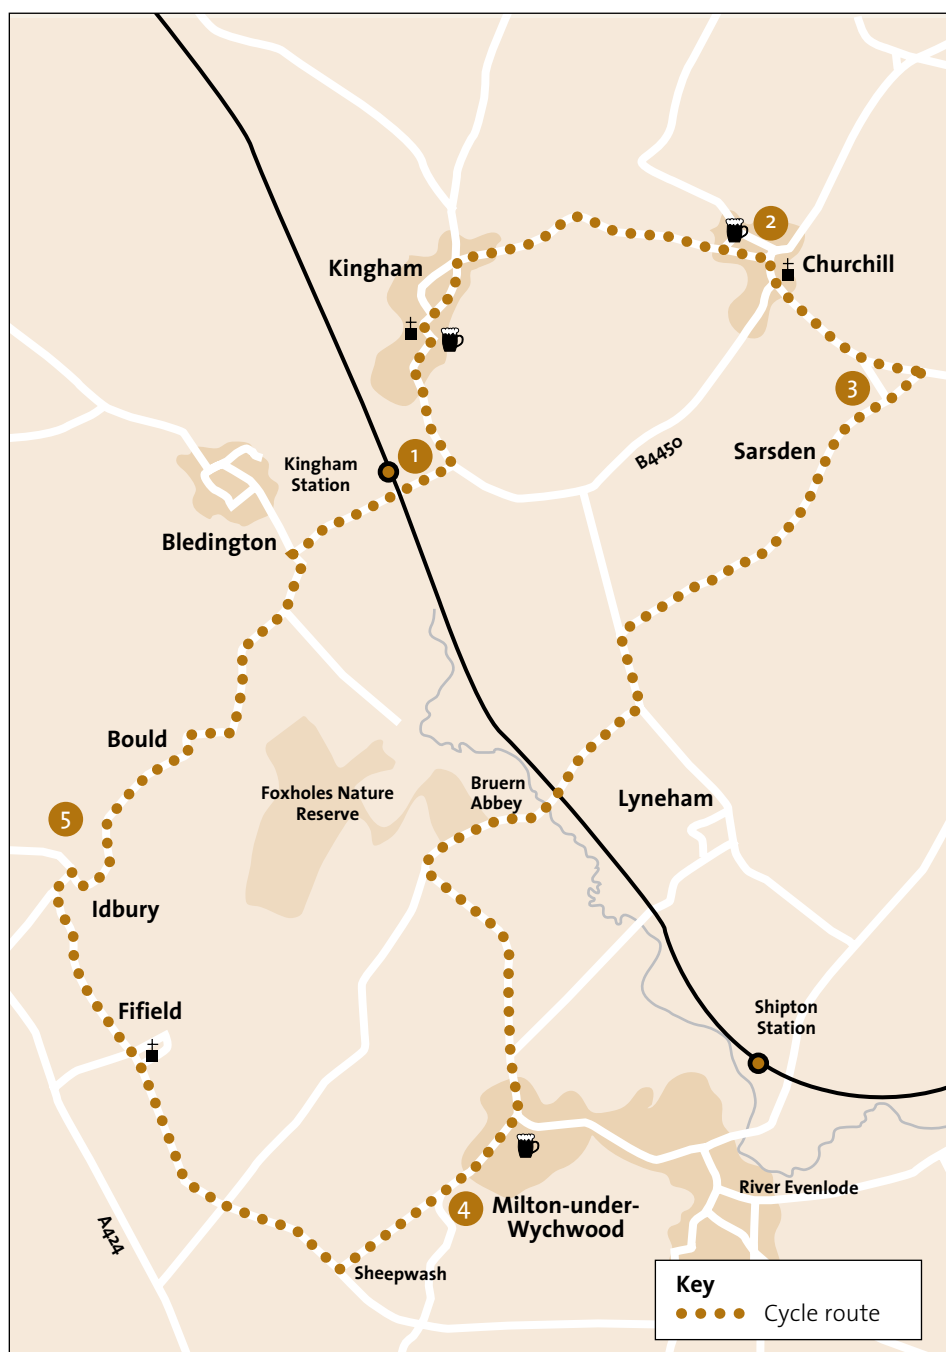 2
Kingham
Churchill
3
1
B4450
Sarsden
Kingham
Station
Bledington
Bould
Foxholes Nature
Reserve
Bruern
Abbey
Lyneham
5
Idbury
Fifield
Shipton
Station
4
Milton-under-
Wychwood
River Evenlode
A424
Sheepwash
Key
Cycle route